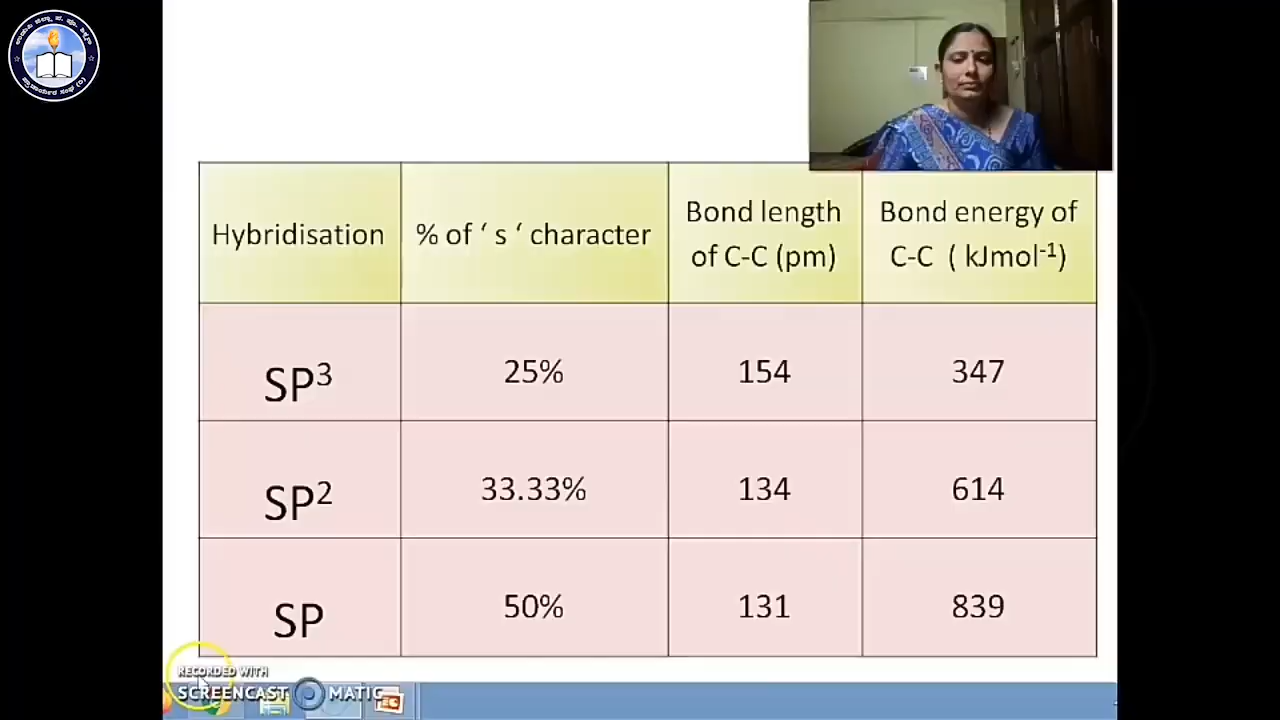 Hybridisation
% of ‘ s ‘ character
Bond length
of C-C (pm)
Bond energy of
C-C ( kJmol⁻¹)
SP³
25%
154
347
SP²
33.33%
134
614
SP
50%
131
839
RECORDED WITH
SCREENCAST MATIC